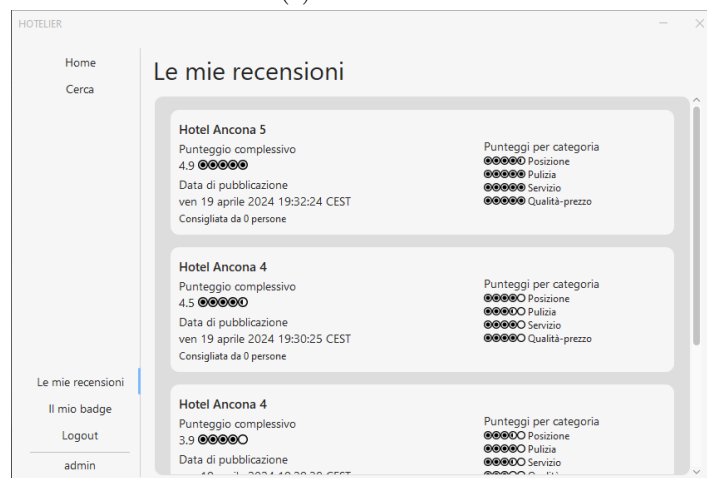 HOTELIER
Home
Cerca
Le mie recensioni
Hotel Ancona 5
Punteggio complessivo
4.9
Data di pubblicazione
ven 19 aprile 2024 19:32:24 CEST
Consigliata da 0 persone
Punteggi per categoria
Posizione
Pulizia
Servizio
Qualità-prezzo
Hotel Ancona 4
Punteggio complessivo
4.5
Data di pubblicazione
ven 19 aprile 2024 19:30:25 CEST
Consigliata da 0 persone
Punteggi per categoria
Posizione
Pulizia
Servizio
Qualità-prezzo
Hotel Ancona 4
Punteggio complessivo
3.9
Data di pubblicazione
Punteggi per categoria
Posizione
Pulizia
Servizio
Le mie recensioni
Il mio badge
Logout
admin